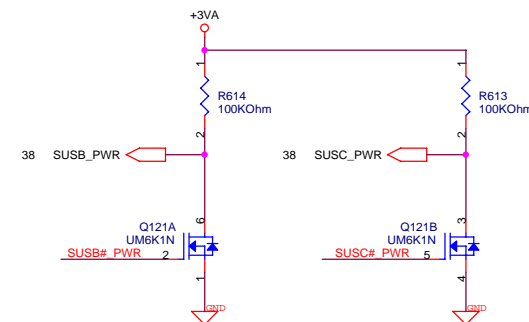 +3VA
1
R614
100KOhm
2
1
R613
100KOhm
2
38 SUSB_PWR
38 SUSC_PWR
Q121A
UM6K1N
SUSB#_PWR 2
6
1
Q121B
UM6K1N
SUSC#_PWR 5
3
4
GND
GND